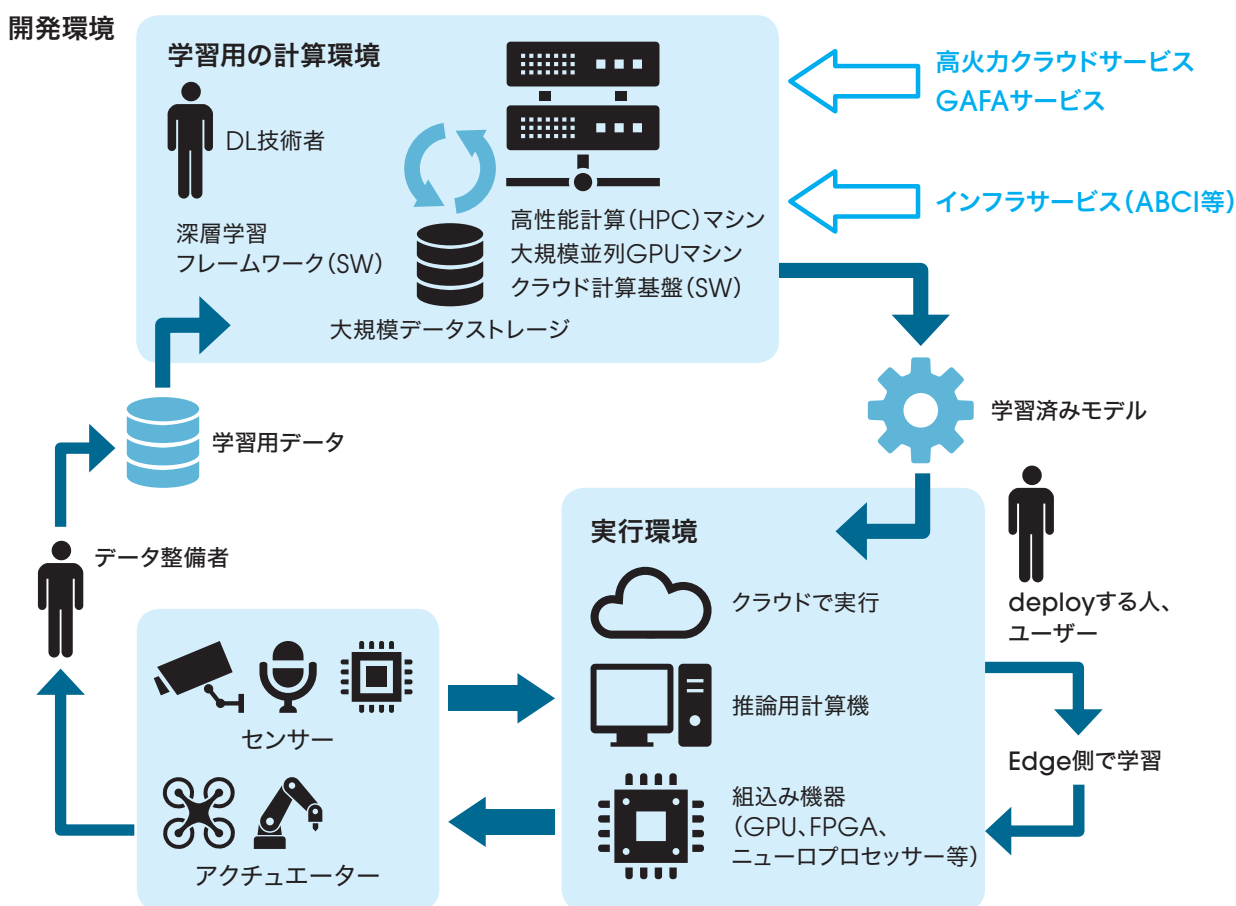 開発環境
学習用の計算環境
DL技術者
深層学習
フレームワーク(SW)
高性能計算(HPC)マシン
大規模並列GPUマシン
クラウド計算基盤(SW)
大規模データストレージ
高火力クラウドサービス
GAFAサービス
インフラサービス(ABCI等)
学習済みモデル
学習用データ
データ整備者
センサー
アクチュエーター
実行環境
クラウドで実行
推論用計算機
組込み機器
(GPU、FPGA、
ニューロプロセッサー等)
deployする人、
ユーザー
Edge側で学習